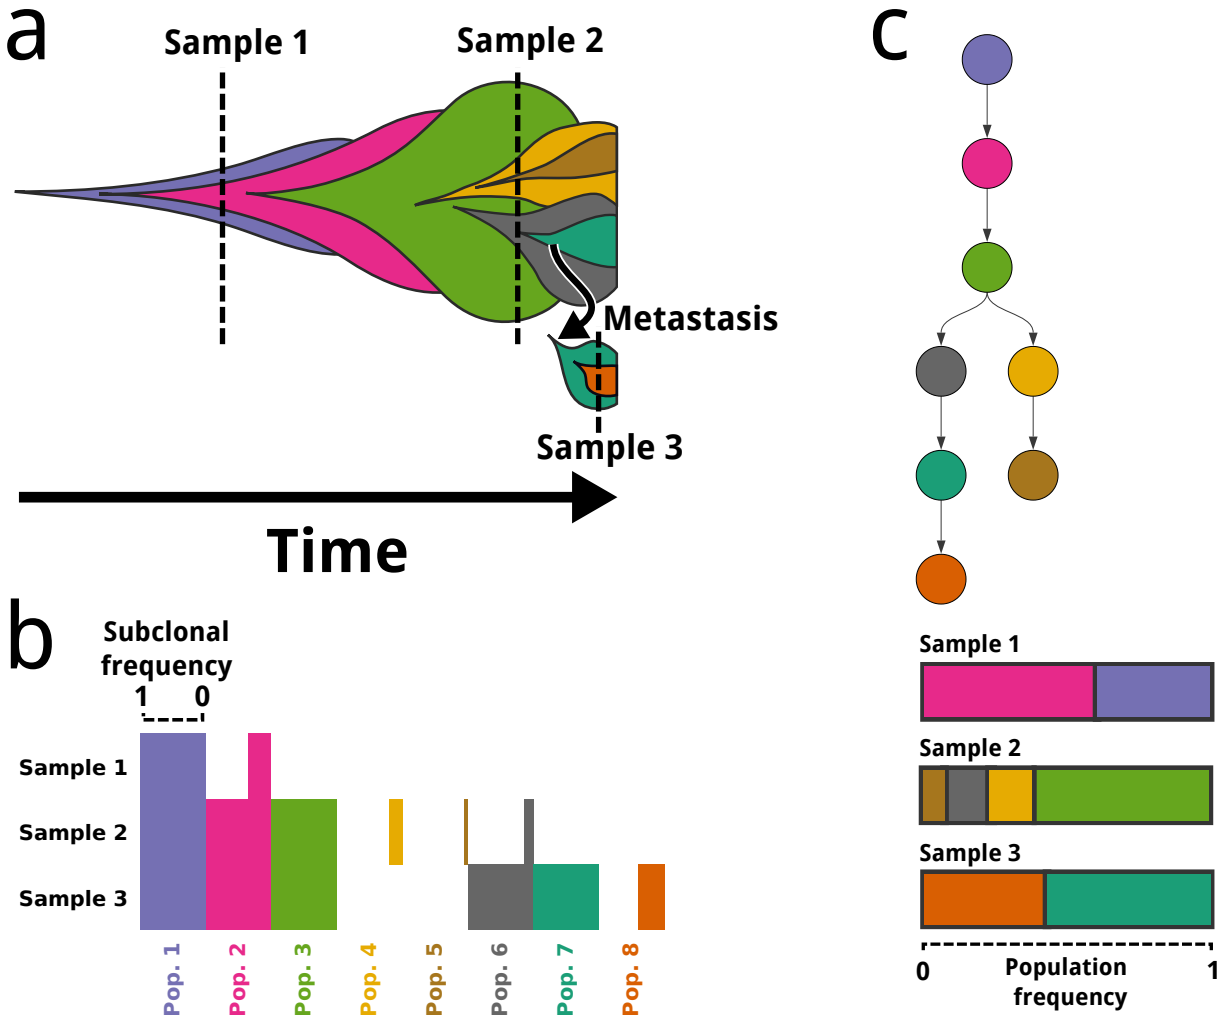 a
Sample 1
Sample 2
Metastasis
Sample 3
Time
b
Subclonal
frequency
1 0
Sample 1
Sample 2
Sample 3
Pop. 1
Pop. 2
Pop. 3
Pop. 4
Pop. 5
Pop. 6
Pop. 7
Pop. 8
c
Sample 1
Sample 2
Sample 3
0 1
Population
frequency